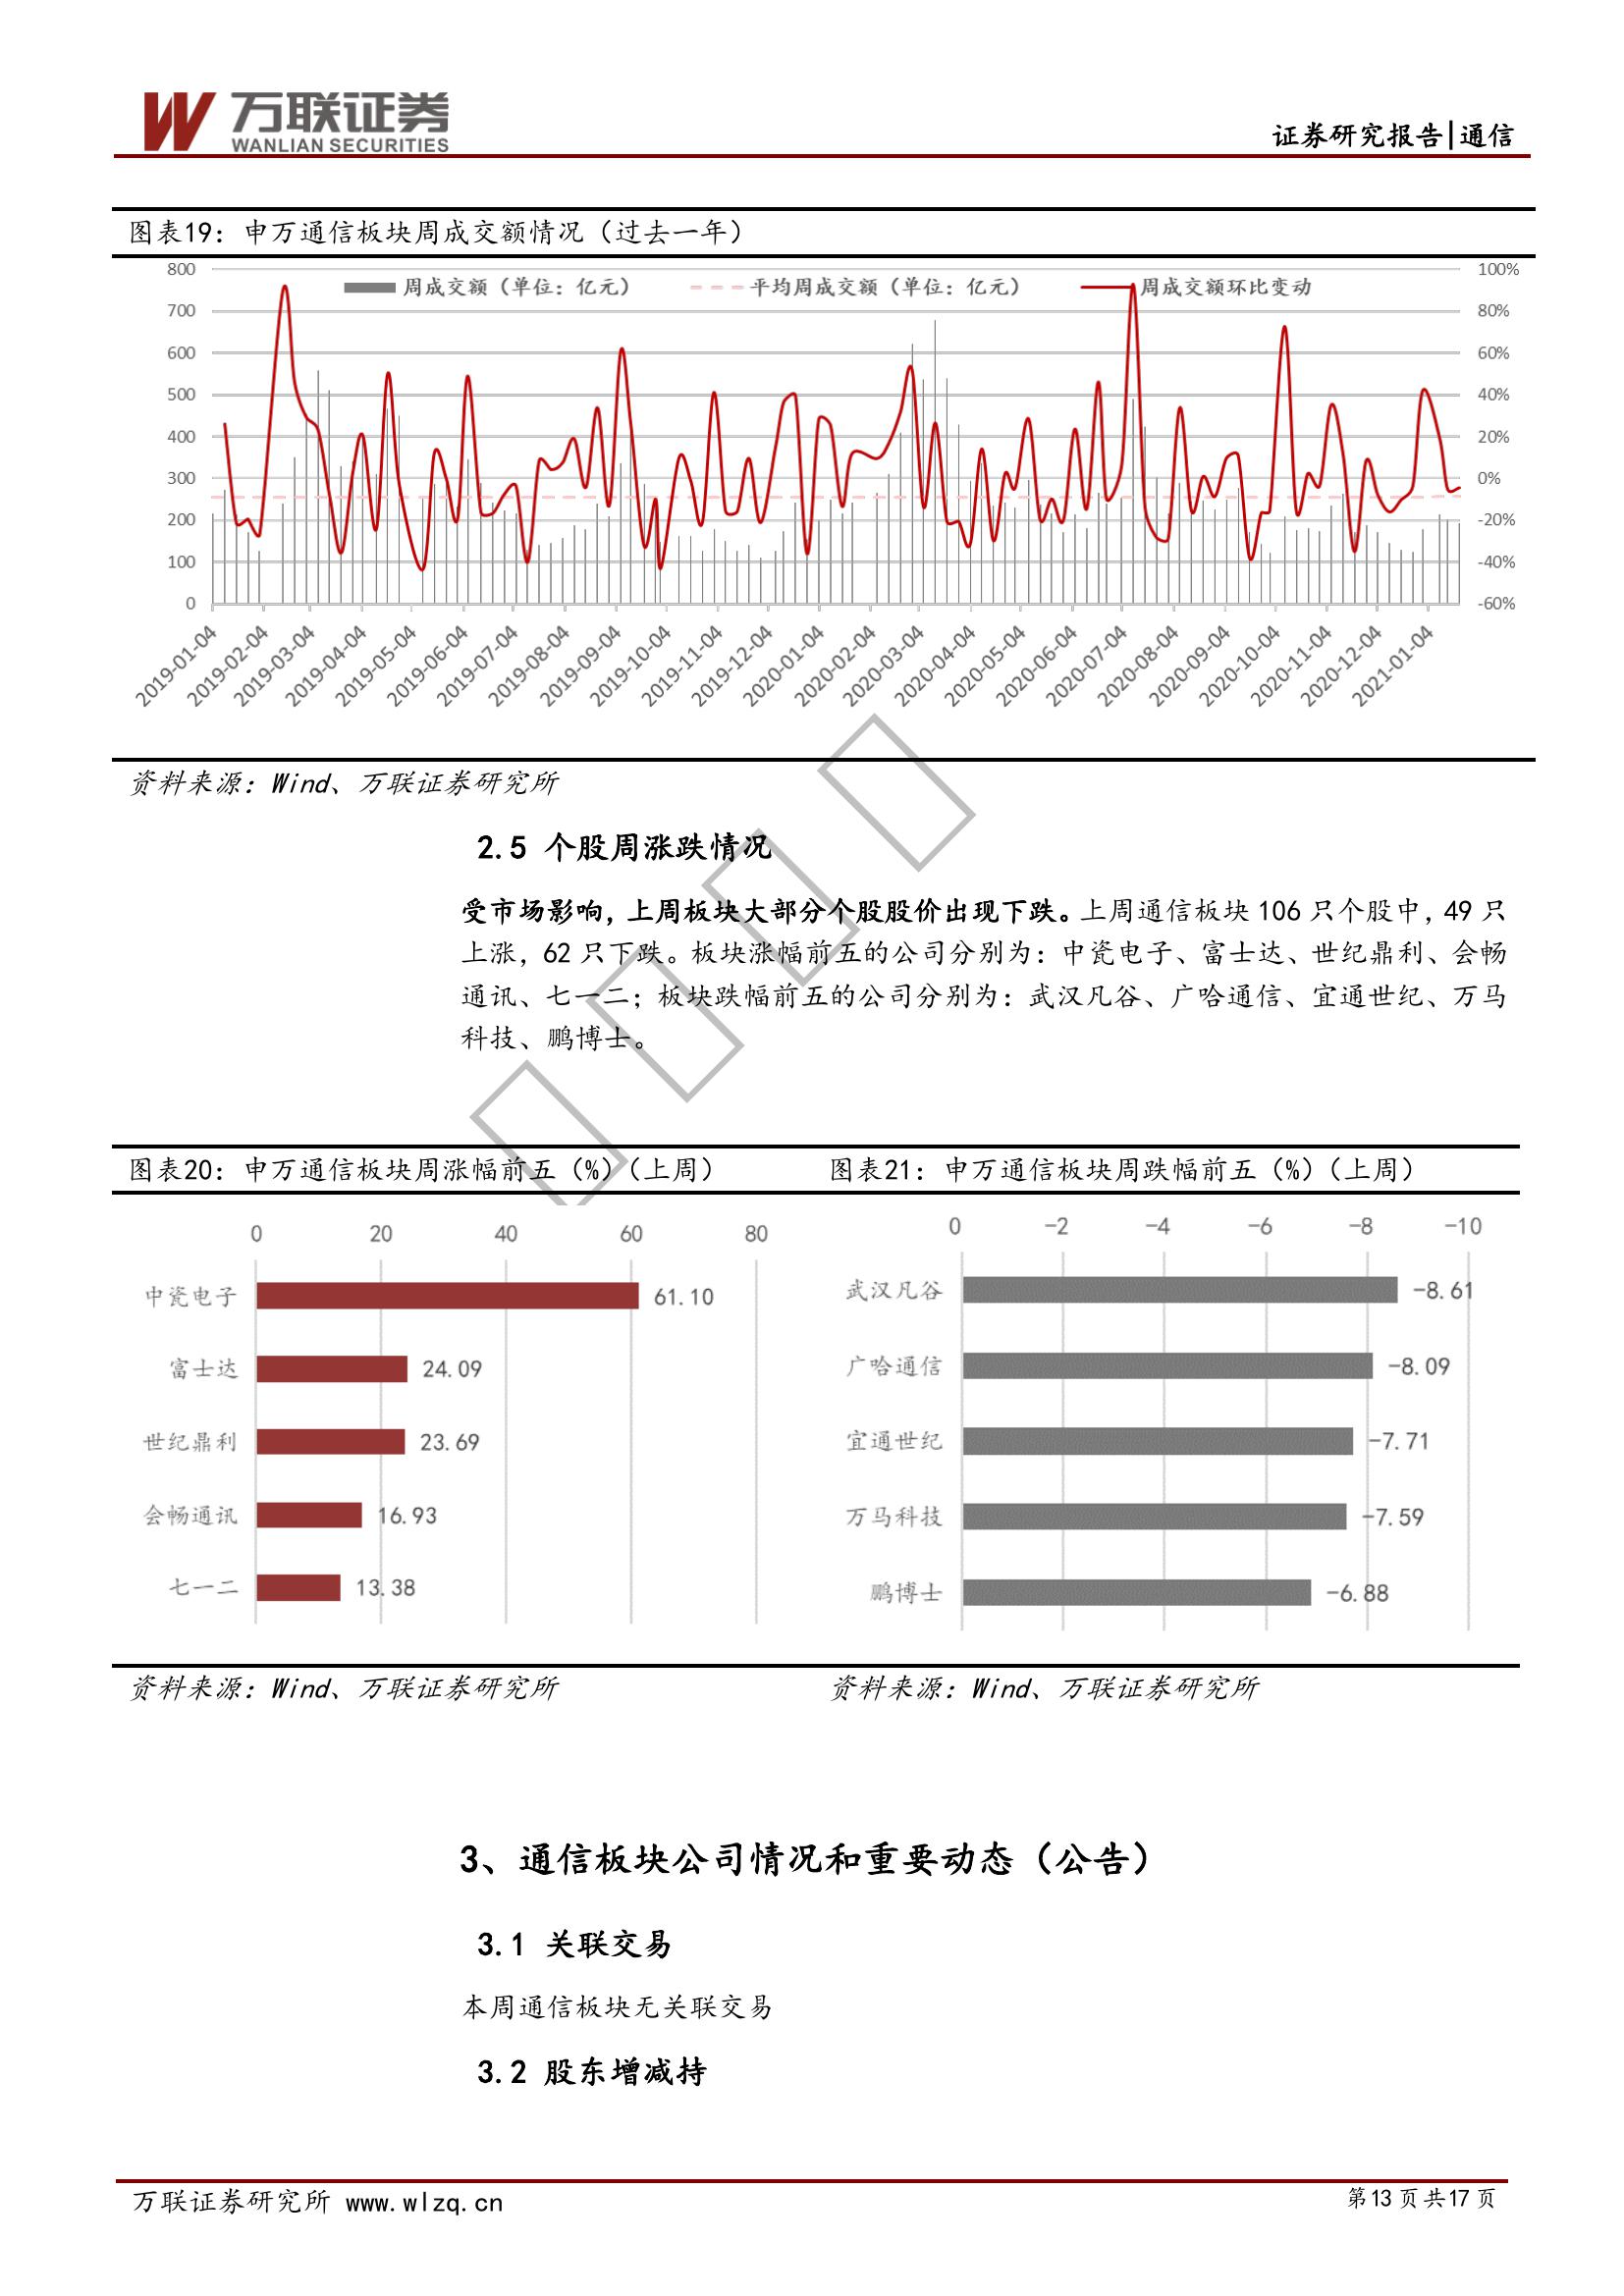 万联证券
WANLIAN SECURITIES
证券研究报告|通信
图表19：申万通信板块周成交额情况（过去一年）
800
700
600
500
400
300
200
100
0
周成交额（单位：亿元）
平均周成交额（单位：亿元）
周成交额环比变动
100%
80%
60%
40%
20%
0%
-20%
-40%
-60%
2019-01-04
2019-02-04
2019-03-04
2019-04-04
2019-05-04
2019-06-04
2019-07-04
2019-08-04
2019-09-04
2019-10-04
2019-11-04
2019-12-04
2020-01-04
2020-02-04
2020-03-04
2020-04-04
2020-05-04
2020-06-04
2020-07-04
2020-08-04
2020-09-04
2020-10-04
2020-11-04
2020-12-04
2021-01-04
资料来源：Wind、万联证券研究所
2.5 个股周涨跌情况
受市场影响，上周板块大部分个股股价出现下跌。上周通信板块 106 只个股中，49 只
上涨，62 只下跌。板块涨幅前五的公司分别为：中瓷电子、富士达、世纪鼎利、会畅
通讯、七一二；板块跌幅前五的公司分别为：武汉凡谷、广哈通信、宜通世纪、万马
科技、鹏博士。
图表20：申万通信板块周涨幅前五（%）（上周）
0 20 40 60 80
中瓷电子 61.10
富士达 24.09
世纪鼎利 23.69
会畅通讯 16.93
七一二 13.38
资料来源：Wind、万联证券研究所
图表21：申万通信板块周跌幅前五（%）（上周）
0 -2 -4 -6 -8 -10
武汉凡谷 -8.61
广哈通信 -8.09
宜通世纪 -7.71
万马科技 -7.59
鹏博士 -6.88
资料来源：Wind、万联证券研究所
3、通信板块公司情况和重要动态（公告）
3.1 关联交易
本周通信板块无关联交易
3.2 股东增减持
万联证券研究所 www.wlzq.cn
第 13 页 共 17 页